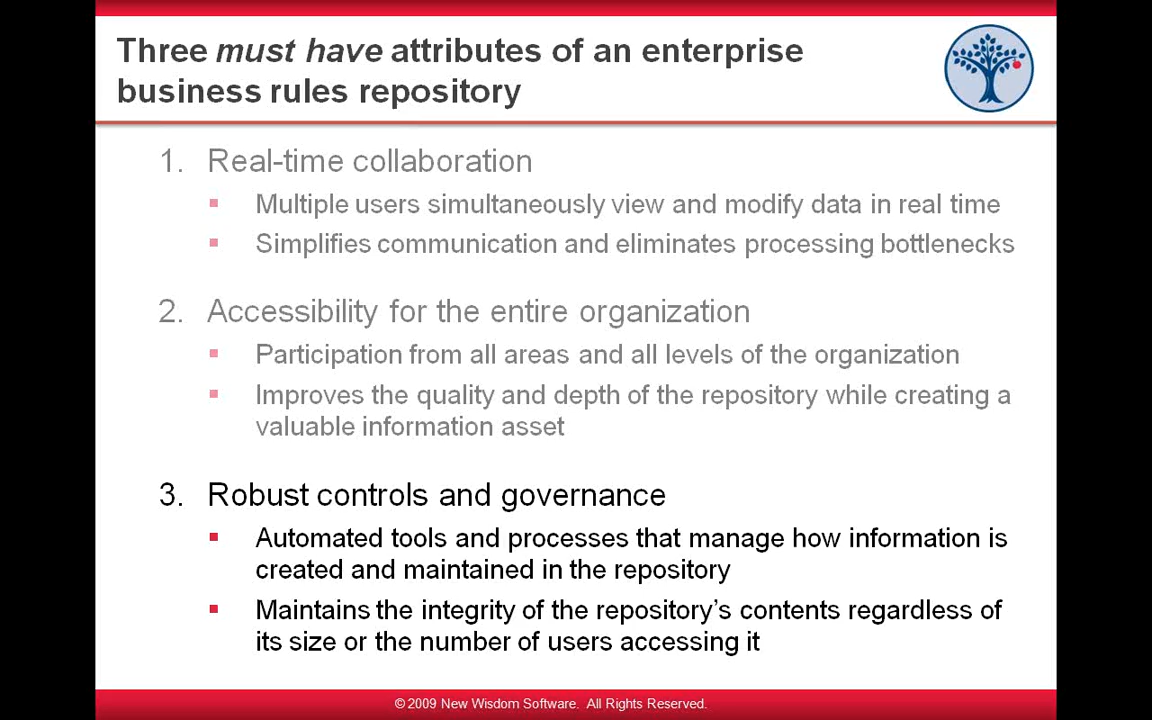 Three must have attributes of an enterprise
business rules repository
1. Real-time collaboration
▪ Multiple users simultaneously view and modify data in real time
▪ Simplifies communication and eliminates processing bottlenecks
2. Accessibility for the entire organization
▪ Participation from all areas and all levels of the organization
▪ Improves the quality and depth of the repository while creating a
valuable information asset
3. Robust controls and governance
▪ Automated tools and processes that manage how information is
created and maintained in the repository
▪ Maintains the integrity of the repository’s contents regardless of
its size or the number of users accessing it
© 2009 New Wisdom Software. All Rights Reserved.